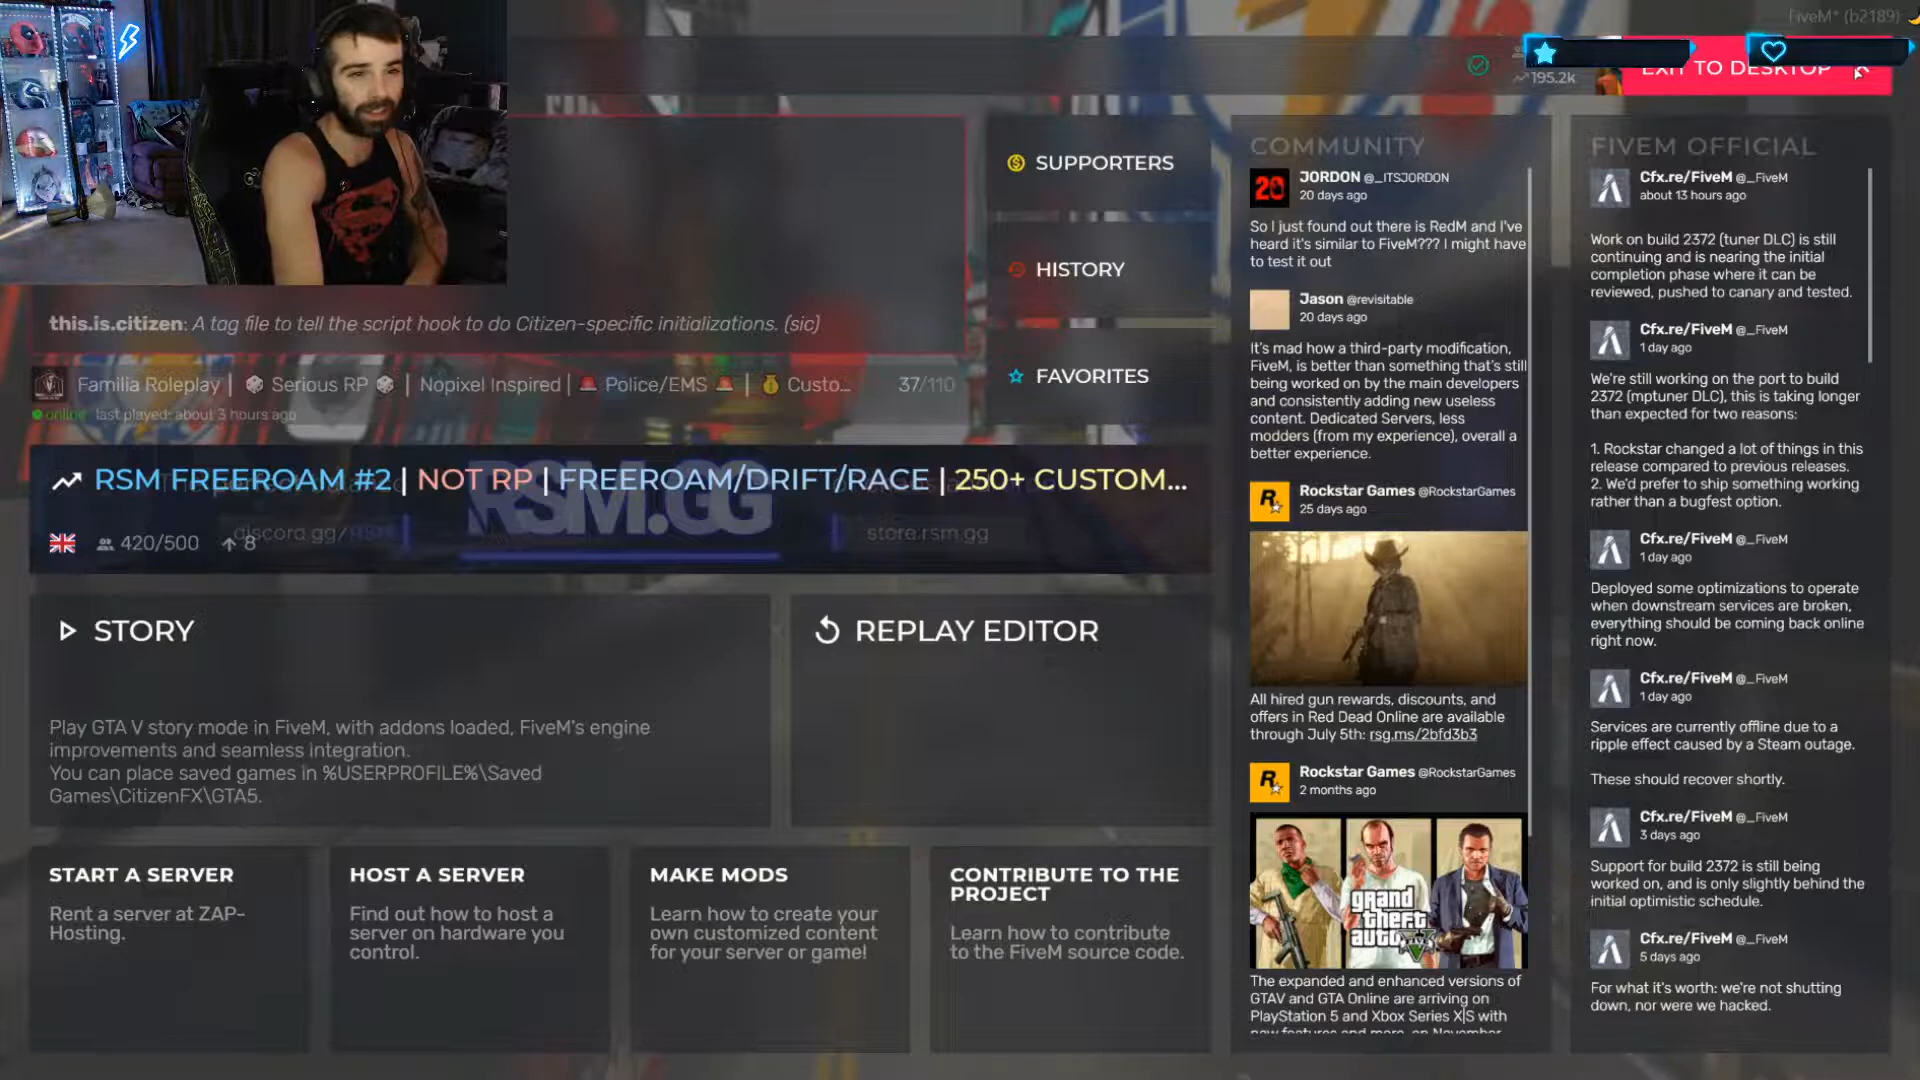 FiveM* (b2189)
195.2k
EXIT TO DESKTOP
this.is.citizen: A tag file to tell the script hook to do Citizen-specific initializations. (sic)
Familia Roleplay | Serious RP | Nopixel Inspired | Police/EMS | Custo... 37/110
online last played: about 3 hours ago
RSM FREEROAM #2 | NOT RP | FREEROAM/DRIFT/RACE | 250+ CUSTOM...
RSM.GG
discord.gg/RSM
store.rsm.gg
420/500 8
STORY
Play GTA V story mode in FiveM, with addons loaded, FiveM's engine
improvements and seamless integration.
You can place saved games in %USERPROFILE%\Saved
Games\CitizenFX\GTA5.
REPLAY EDITOR
START A SERVER
Rent a server at ZAP-
Hosting.
HOST A SERVER
Find out how to host a
server on hardware you
control.
MAKE MODS
Learn how to create your
own customized content
for your server or game!
CONTRIBUTE TO THE
PROJECT
Learn how to contribute
to the FiveM source code.
SUPPORTERS
HISTORY
FAVORITES
COMMUNITY
20
JORDON @_ITSJORDON
20 days ago
So I just found out there is RedM and I've
heard it's similar to FiveM??? I might have
to test it out
Jason @revisitable
20 days ago
It's mad how a third-party modification,
FiveM, is better than something that's still
being worked on by the main developers
and consistently adding new useless
content. Dedicated Servers, less
modders (from my experience), overall a
better experience.
Rockstar Games @RockstarGames
25 days ago
All hired gun rewards, discounts, and
offers in Red Dead Online are available
through July 5th: rsg.ms/2bfd3b3
Rockstar Games @RockstarGames
2 months ago
grand
theft
auto
V
The expanded and enhanced versions of
GTAV and GTA Online are arriving on
PlayStation 5 and Xbox Series X|S with
new features and more, on November
FIVEM OFFICIAL
Cfx.re/FiveM @_FiveM
about 13 hours ago
Work on build 2372 (tuner DLC) is still
continuing and is nearing the initial
completion phase where it can be
reviewed, pushed to canary and tested.
Cfx.re/FiveM @_FiveM
1 day ago
We're still working on the port to build
2372 (mptuner DLC), this is taking longer
than expected for two reasons:
1. Rockstar changed a lot of things in this
release compared to previous releases.
2. We'd prefer to ship something working
rather than a bugfest option.
Cfx.re/FiveM @_FiveM
1 day ago
Deployed some optimizations to operate
when downstream services are broken,
everything should be coming back online
right now.
Cfx.re/FiveM @_FiveM
1 day ago
Services are currently offline due to a
ripple effect caused by a Steam outage.
These should recover shortly.
Cfx.re/FiveM @_FiveM
3 days ago
Support for build 2372 is still being
worked on, and is only slightly behind the
initial optimistic schedule.
Cfx.re/FiveM @_FiveM
5 days ago
For what it's worth: we're not shutting
down, nor were we hacked.